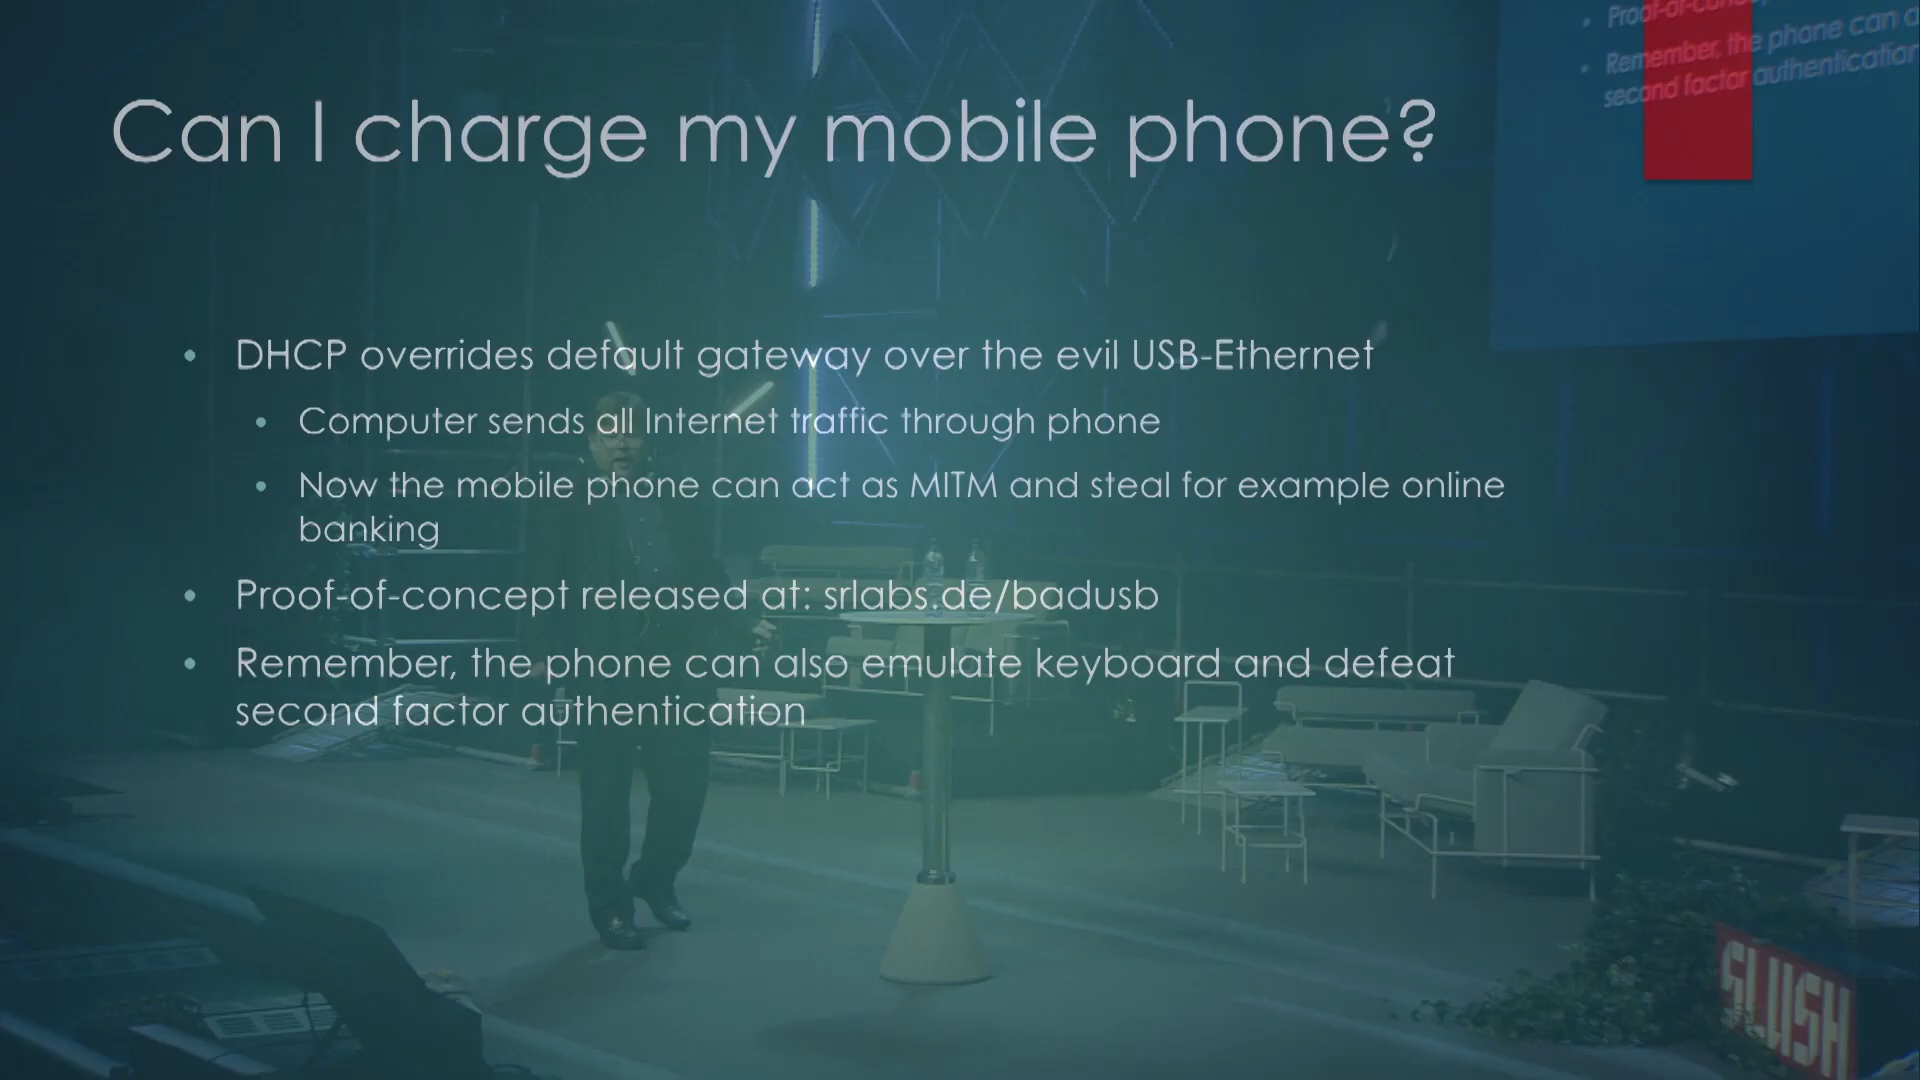 Can I charge my mobile phone?
• DHCP overrides default gateway over the evil USB-Ethernet
• Computer sends all Internet traffic through phone
• Now the mobile phone can act as MITM and steal for example online
banking
• Proof-of-concept released at: srlabs.de/badusb
• Remember, the phone can also emulate keyboard and defeat
second factor authentication
• Proof-of-conc
• Remember, the phone can a
second factor authentication
SLUSH